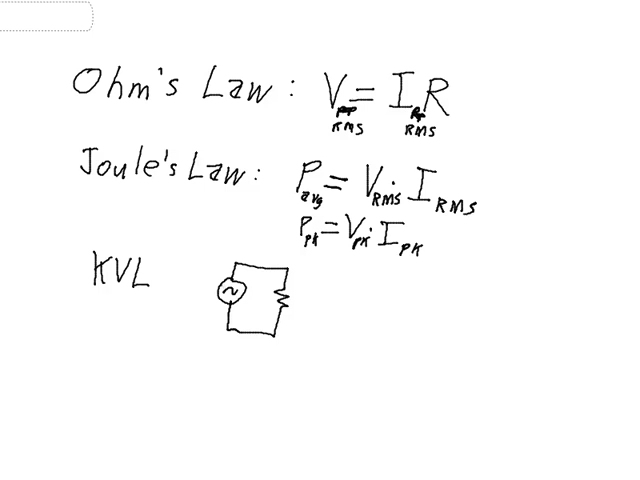 Ohm's Law: V RMS = I RMS R
Joule's Law: P avg = V RMS · I RMS
P pk = V pk · I pk
KVL